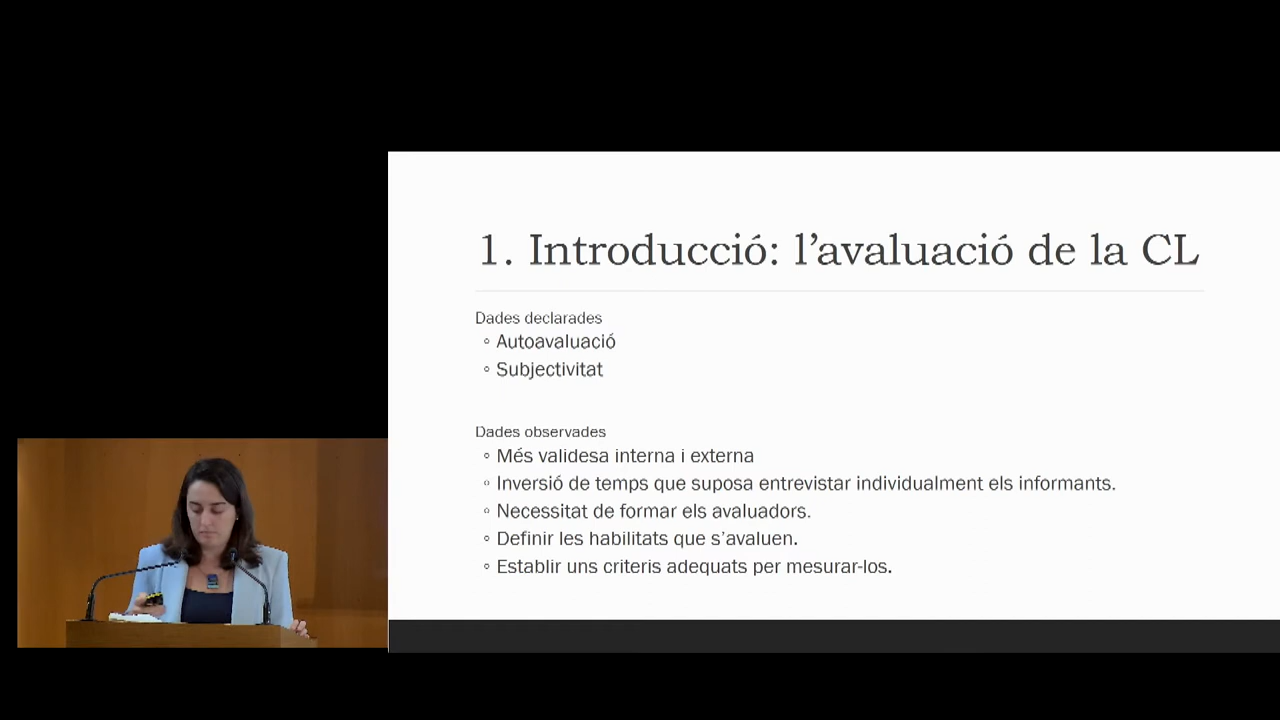 1. Introducció: l’avaluació de la CL
Dades declarades
◦ Autoavaluació
◦ Subjectivitat
Dades observades
◦ Més validesa interna i externa
◦ Inversió de temps que suposa entrevistar individualment els informants.
◦ Necessitat de formar els avaluadors.
◦ Definir les habilitats que s’avaluen.
◦ Establir uns criteris adequats per mesurar-los.